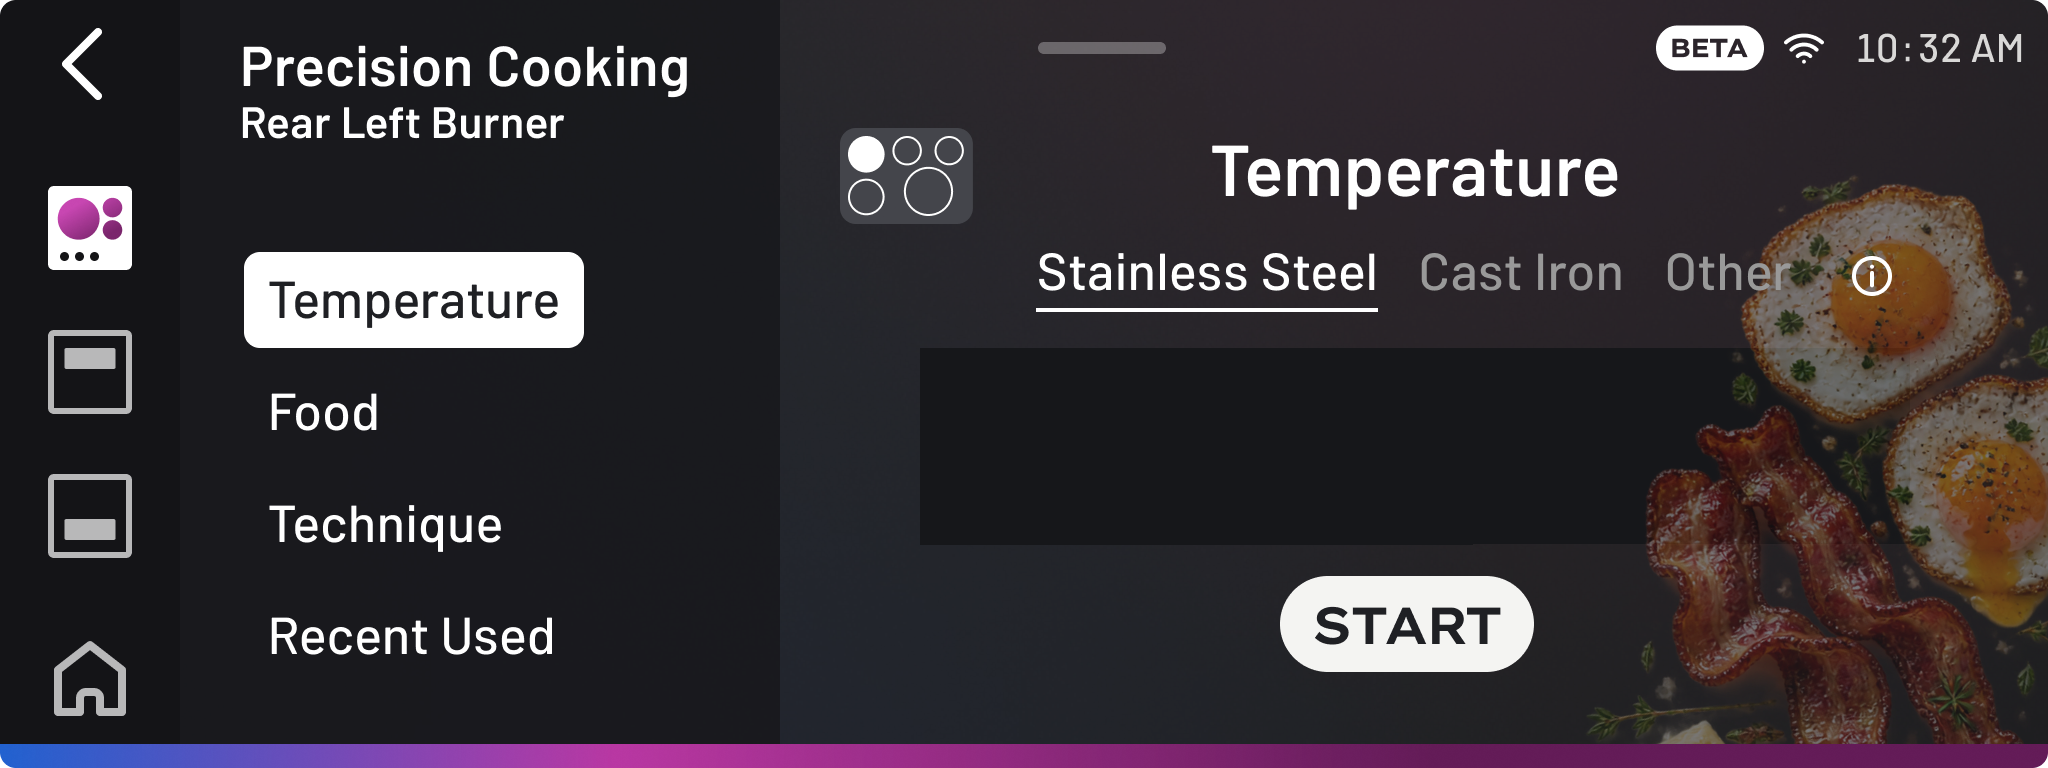 Precision Cooking
Rear Left Burner
Temperature
Food
Technique
Recent Used
BETA 10:32 AM
Temperature
Stainless Steel Cast Iron Other
START